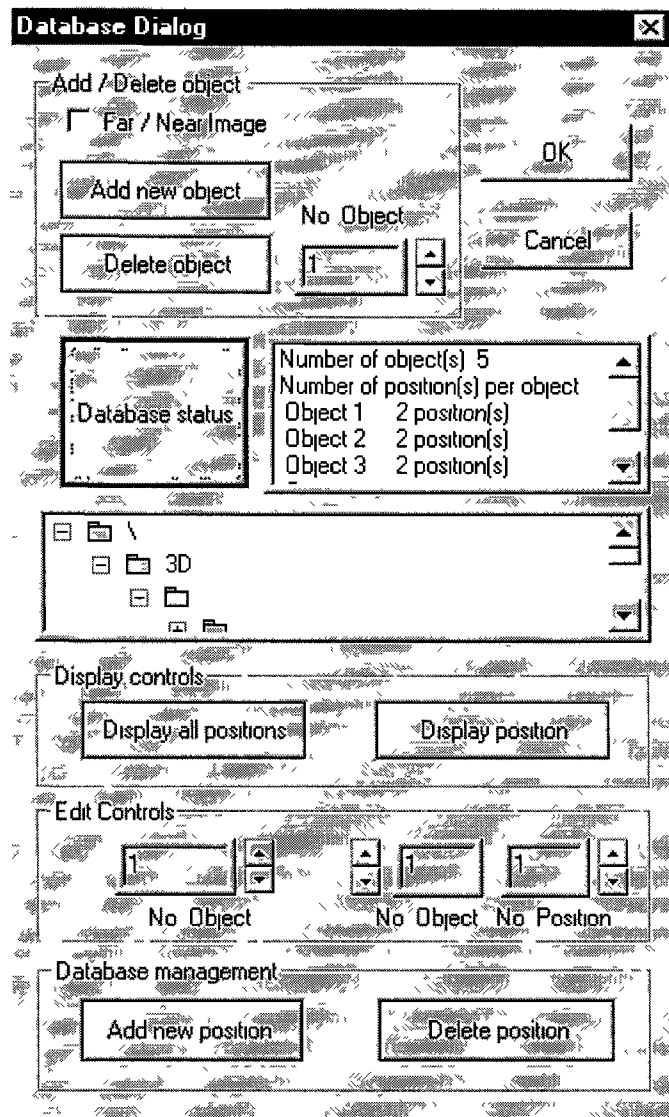 Database Dialog
Add / Delete object
Far / Near Image
Add new object
No Object
Delete object
1
OK
Cancel
Database status
Number of object(s) 5
Number of position(s) per object
Object 1 2 position(s)
Object 2 2 position(s)
Object 3 2 position(s)
\
3D
Display controls
Display all positions
Display position
Edit Controls
1
1
1
No Object
No Object
No Position
Database management
Add new position
Delete position